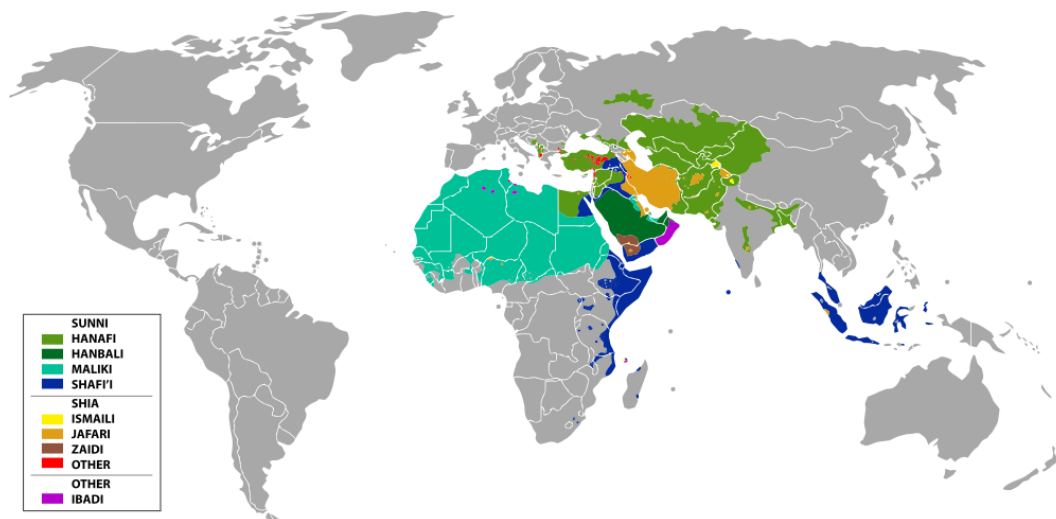 SUNNI
HANAFI
HANBALI
MALIKI
SHAFI'I
SHIA
ISMAILI
JAFARI
ZAIDI
OTHER
OTHER
IBADI